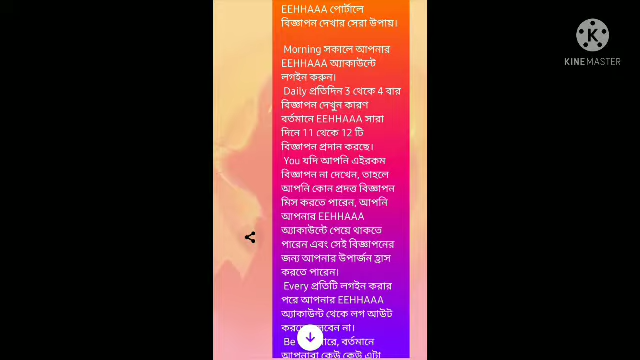 EEHHAAA পোর্টালে
বিজ্ঞাপন দেখার সেরা উপায়।
Morning সকালে আপনার
EEHHAAA অ্যাকাউন্টে
লগইন করুন।
Daily প্রতিদিন 3 থেকে 4 বার
বিজ্ঞাপন দেখুন কারণ
বর্তমানে EEHHAAA সারা
দিনে 11 থেকে 12 টি
বিজ্ঞাপন প্রদান করছে।
You যদি আপনি এইরকম
বিজ্ঞাপন না দেখেন, তাহলে
আপনি কোন প্রদত্ত বিজ্ঞাপন
মিস করতে পারেন, আপনি
আপনার EEHHAAA
অ্যাকাউন্টে পেয়ে থাকতে
পারেন এবং সেই বিজ্ঞাপনের
জন্য আপনার উপার্জন হ্রাস
করতে পারেন।
Every প্রতিটি লগইন করার
পরে আপনার EEHHAAA
অ্যাকাউন্ট থেকে লগ আউট
না।
Be বর্তমানে
আপনারা কেউ কেউ এটা
KINEMASTER